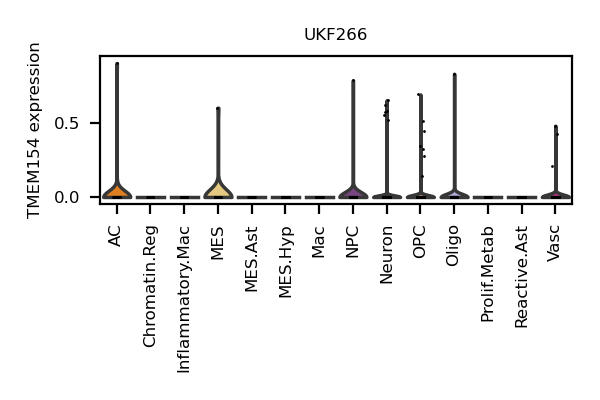 UKF266
TMEM154 expression
0.5
0.0
AC
Chromatin.Reg
Inflammatory.Mac
MES
MES.Ast
MES.Hyp
Mac
NPC
Neuron
OPC
Oligo
Prolif.Metab
Reactive.Ast
Vasc